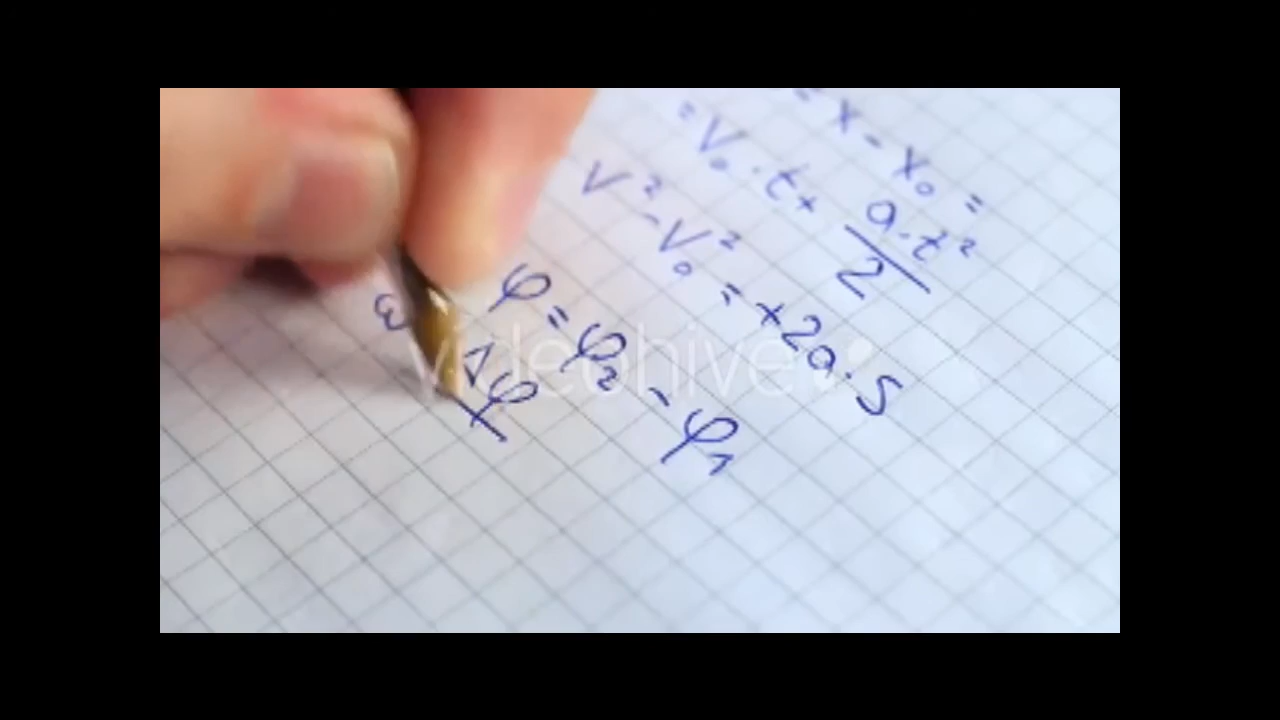 = x - x₀ =
= V₀ · t + a · t² / 2
V² - V₀² = + 2a · S
φ = φ₂ - φ₁
ω Δφ
videohive